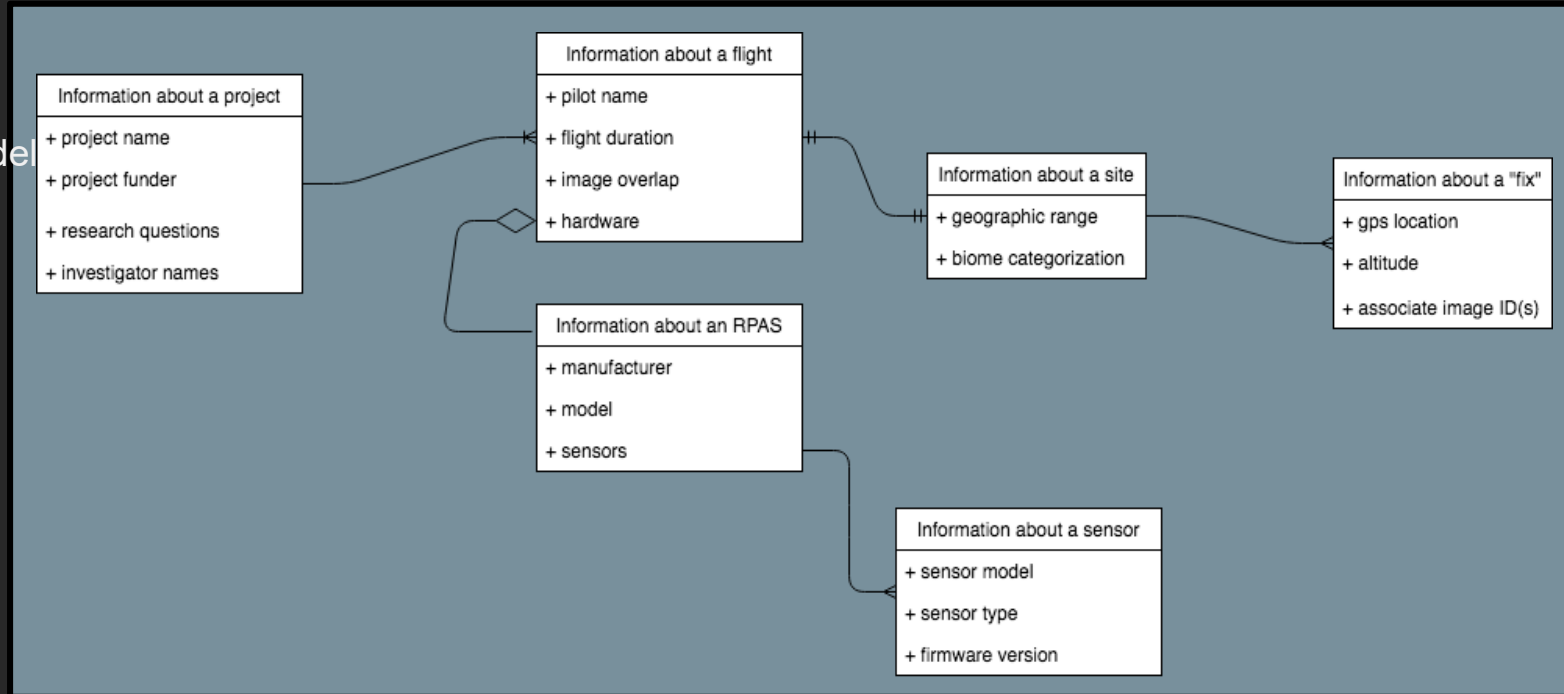 del
Information about a project
+ project name
+ project funder
+ research questions
+ investigator names
Information about a flight
+ pilot name
+ flight duration
+ image overlap
+ hardware
Information about an RPAS
+ manufacturer
+ model
+ sensors
Information about a site
+ geographic range
+ biome categorization
Information about a "fix"
+ gps location
+ altitude
+ associate image ID(s)
Information about a sensor
+ sensor model
+ sensor type
+ firmware version